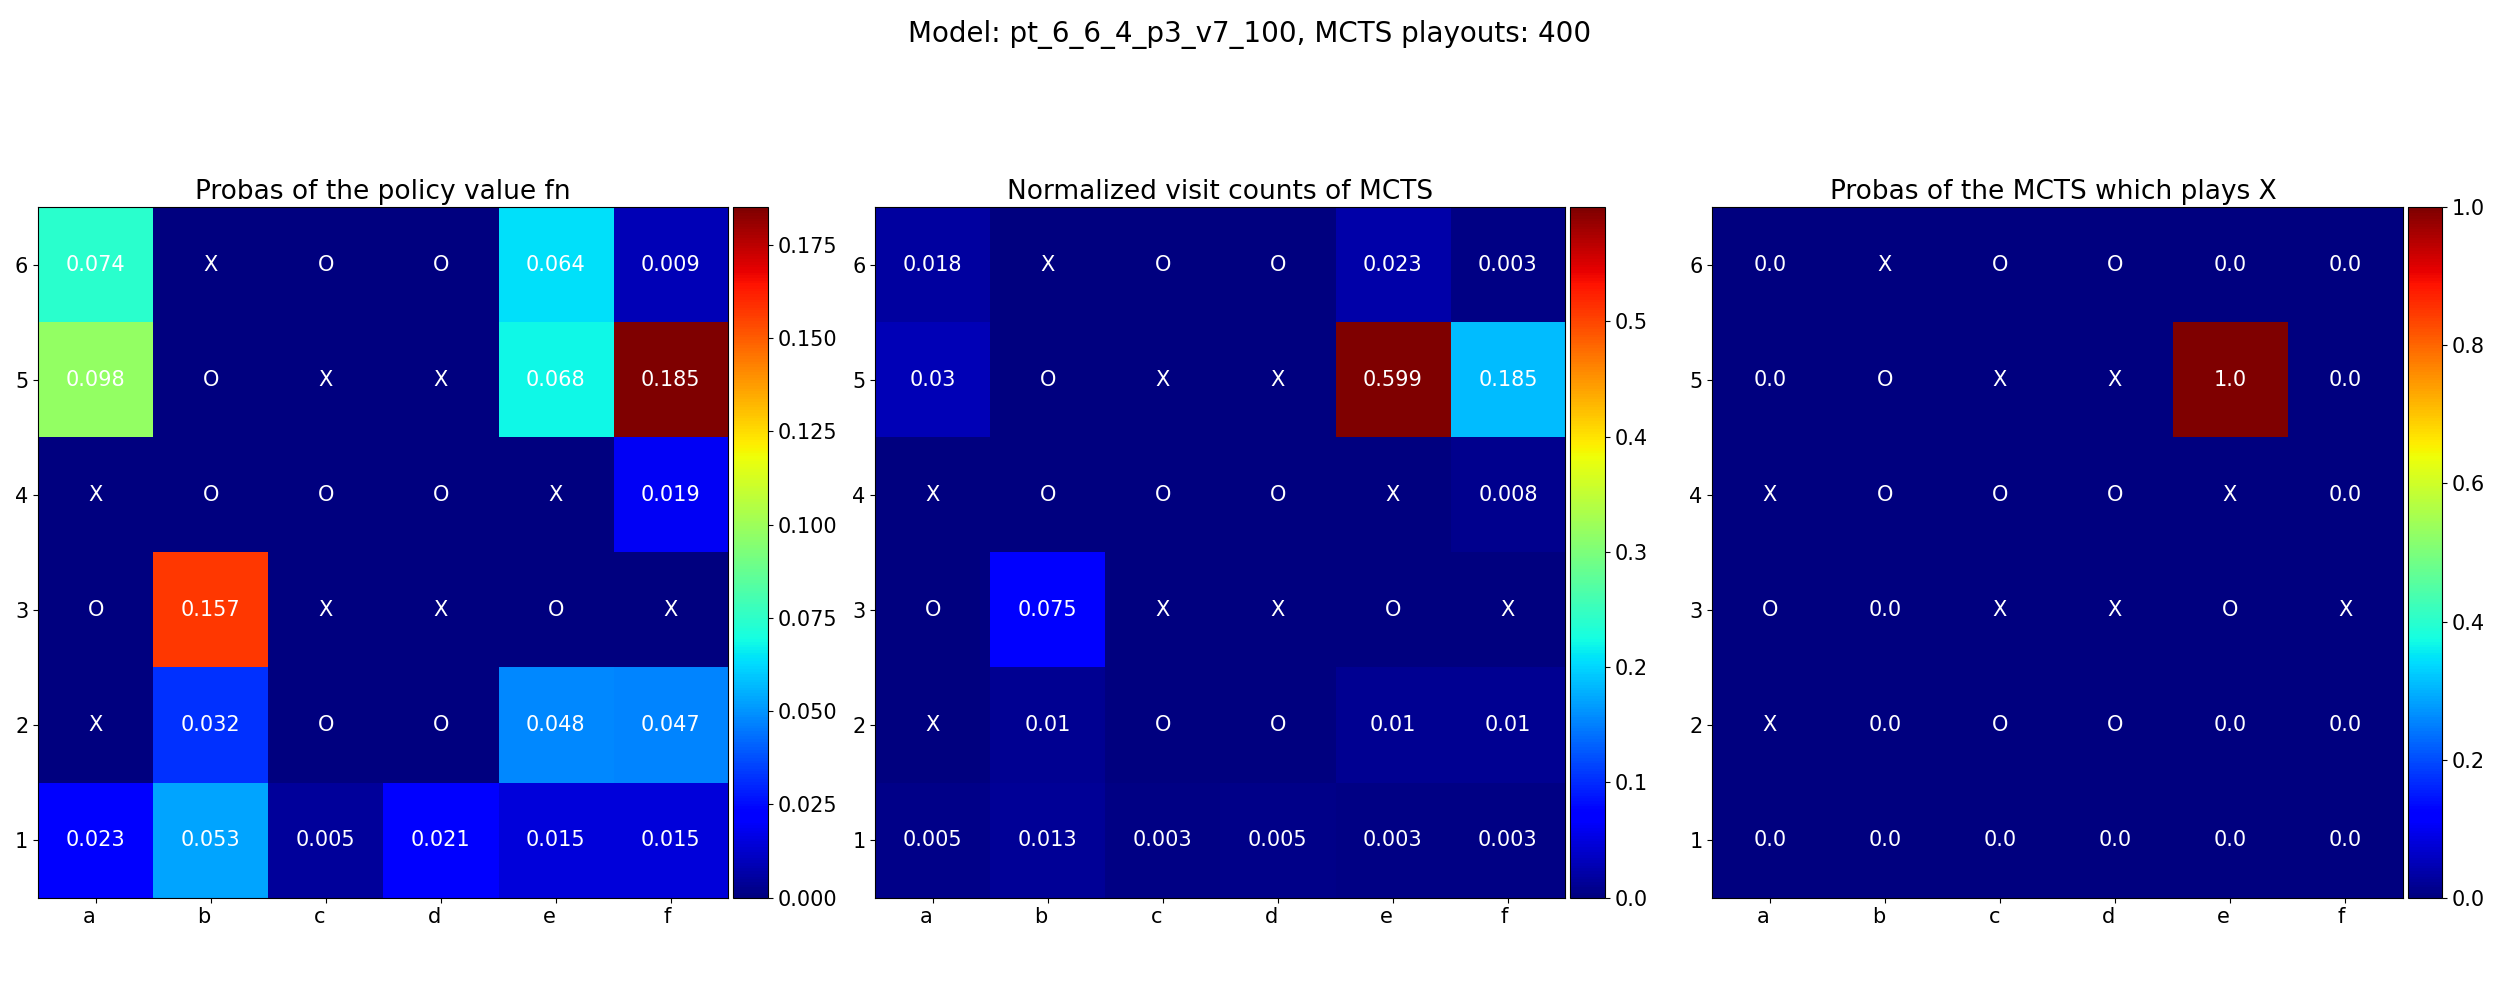 Model: pt_6_6_4_p3_v7_100, MCTS playouts: 400
Probas of the policy value fn
6 0.074 X O O 0.064 0.009
5 0.098 O X X 0.068 0.185
4 X O O O X 0.019
3 O 0.157 X X O X
2 X 0.032 O O 0.048 0.047
1 0.023 0.053 0.005 0.021 0.015 0.015
a b c d e f
0.175
0.150
0.125
0.100
0.075
0.050
0.025
0.000
Normalized visit counts of MCTS
6 0.018 X O O 0.023 0.003
5 0.03 O X X 0.599 0.185
4 X O O O X 0.008
3 O 0.075 X X O X
2 X 0.01 O O 0.01 0.01
1 0.005 0.013 0.003 0.005 0.003 0.003
a b c d e f
0.5
0.4
0.3
0.2
0.1
0.0
Probas of the MCTS which plays X
6 0.0 X O O 0.0 0.0
5 0.0 O X X 1.0 0.0
4 X O O O X 0.0
3 O 0.0 X X O X
2 X 0.0 O O 0.0 0.0
1 0.0 0.0 0.0 0.0 0.0 0.0
a b c d e f
1.0
0.8
0.6
0.4
0.2
0.0